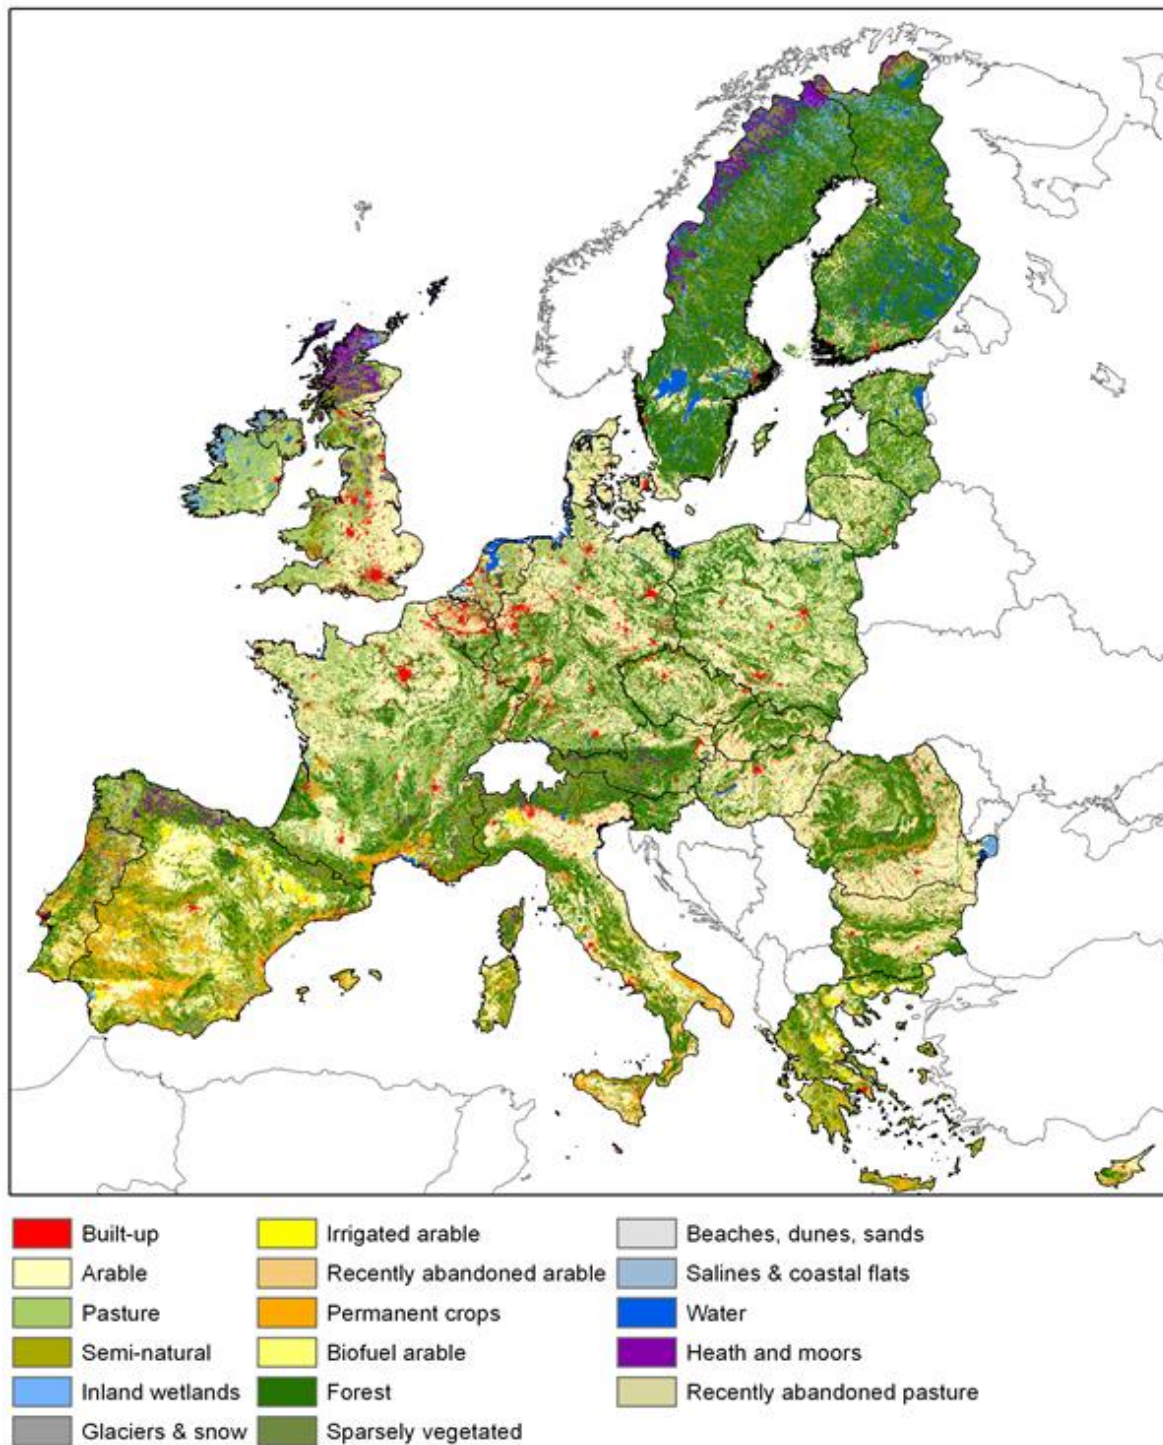 Built-up
Arable
Pasture
Semi-natural
Inland wetlands
Glaciers & snow
Irrigated arable
Recently abandoned arable
Permanent crops
Biofuel arable
Forest
Sparsely vegetated
Beaches, dunes, sands
Salines & coastal flats
Water
Heath and moors
Recently abandoned pasture